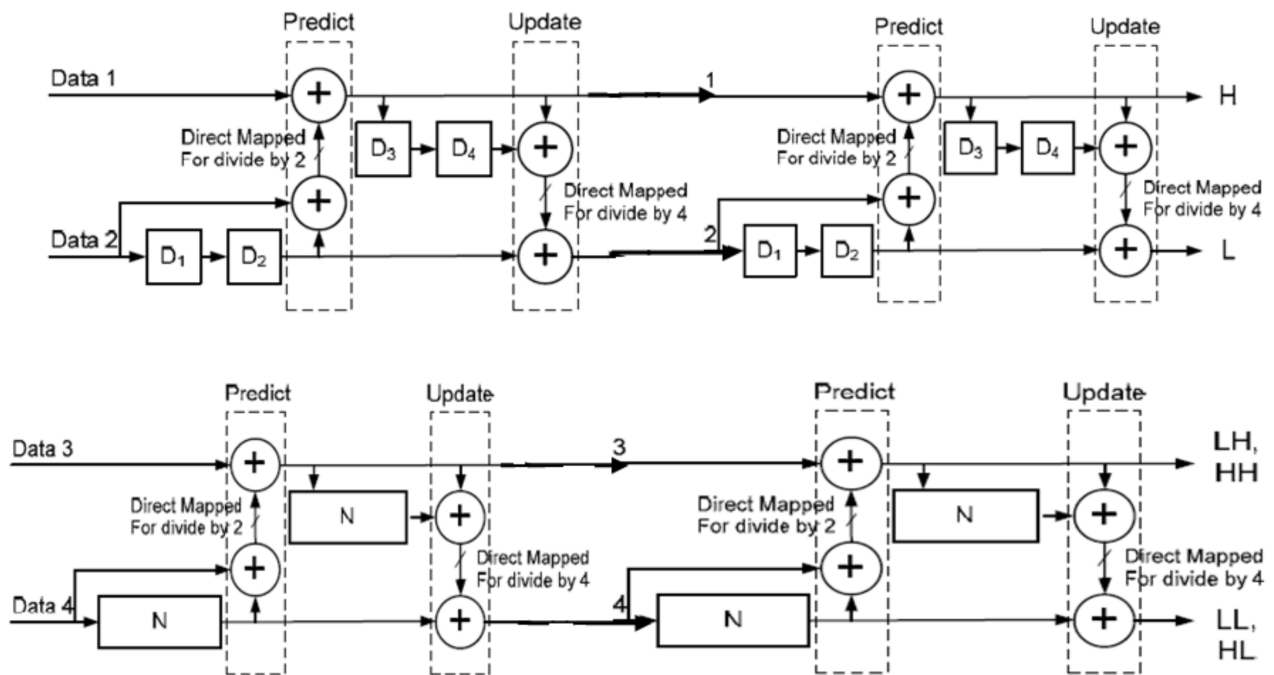 Predict
Update
Predict
Update
Data 1
+
1
+
H
Direct Mapped
For divide by 2
D3
D4
+
Direct Mapped
For divide by 2
D3
D4
+
+
Direct Mapped
For divide by 4
+
Direct Mapped
For divide by 4
Data 2
D1
D2
+
2
D1
D2
+
L
Predict
Update
Predict
Update
Data 3
+
3
+
LH,
HH
Direct Mapped
For divide by 2
N
+
Direct Mapped
For divide by 2
N
+
+
Direct Mapped
For divide by 4
+
Direct Mapped
For divide by 4
Data 4
N
+
4
N
+
LL,
HL